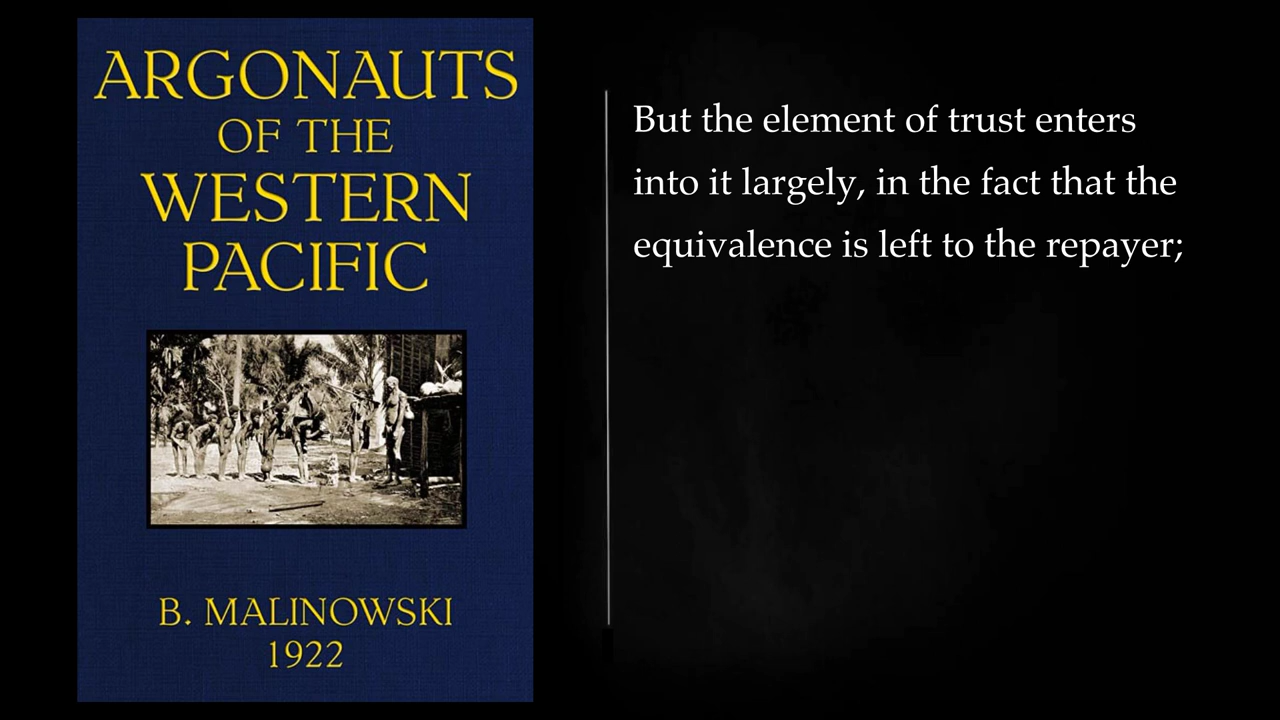 ARGONAUTS
OF THE
WESTERN
PACIFIC
B. MALINOWSKI
1922
But the element of trust enters
into it largely, in the fact that the
equivalence is left to the repayer;